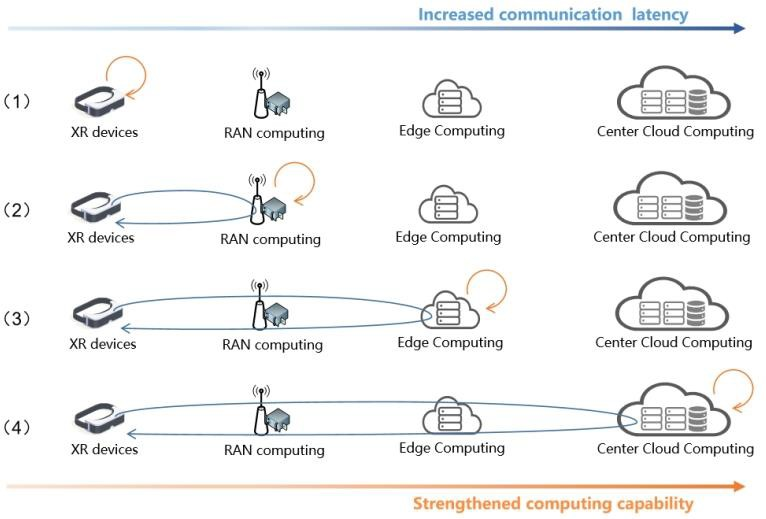 Increased communication latency
(1)
XR devices
RAN computing
Edge Computing
Center Cloud Computing
(2)
XR devices
RAN computing
Edge Computing
Center Cloud Computing
(3)
XR devices
RAN computing
Edge Computing
Center Cloud Computing
(4)
XR devices
RAN computing
Edge Computing
Center Cloud Computing
Strengthened computing capability